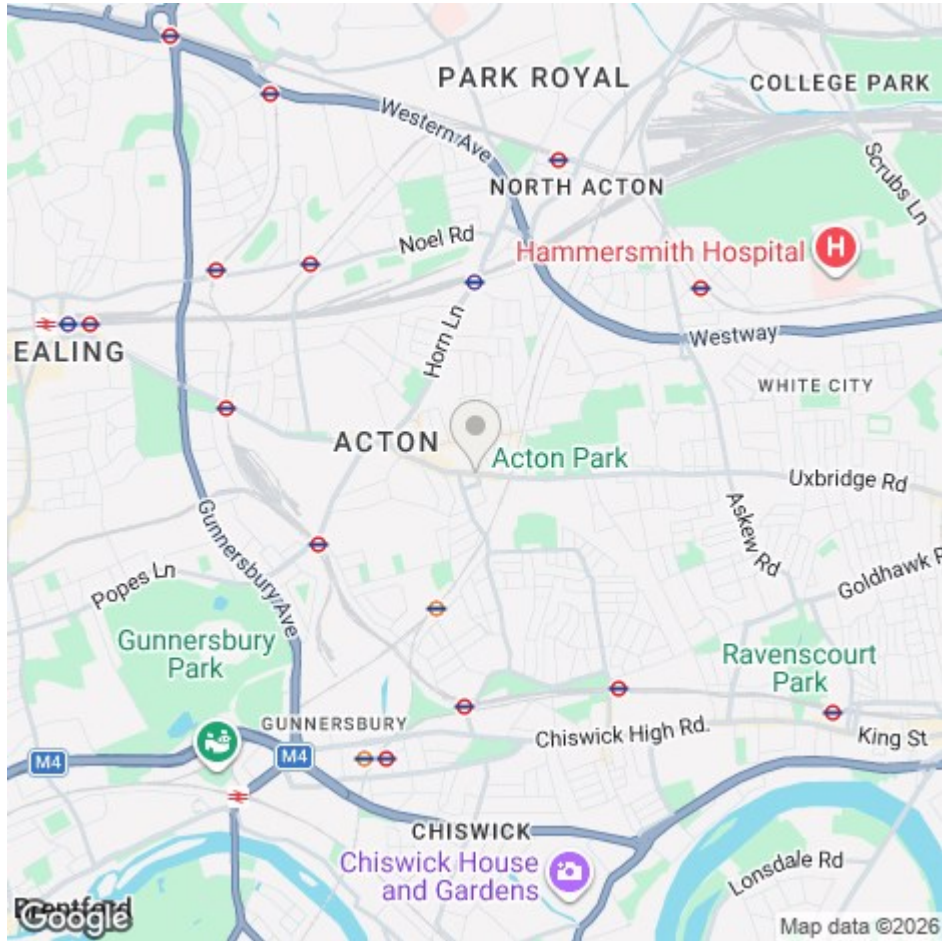 PARK ROYAL
COLLEGE PARK
Western Ave
Scrubs Ln
NORTH ACTON
Noel Rd
Hammersmith Hospital
H
Horn Ln
Westway
EALING
WHITE CITY
ACTON
Acton Park
Uxbridge Rd
Askew Rd
Gunnersbury Ave
Popes Ln
Goldhawk R
Gunnersbury
Park
Ravenscourt
Park
GUNNERSBURY
Chiswick High Rd.
King St
M4
M4
CHISWICK
Chiswick House
and Gardens
Lonsdale Rd
Brentford
Google
Map data ©2026